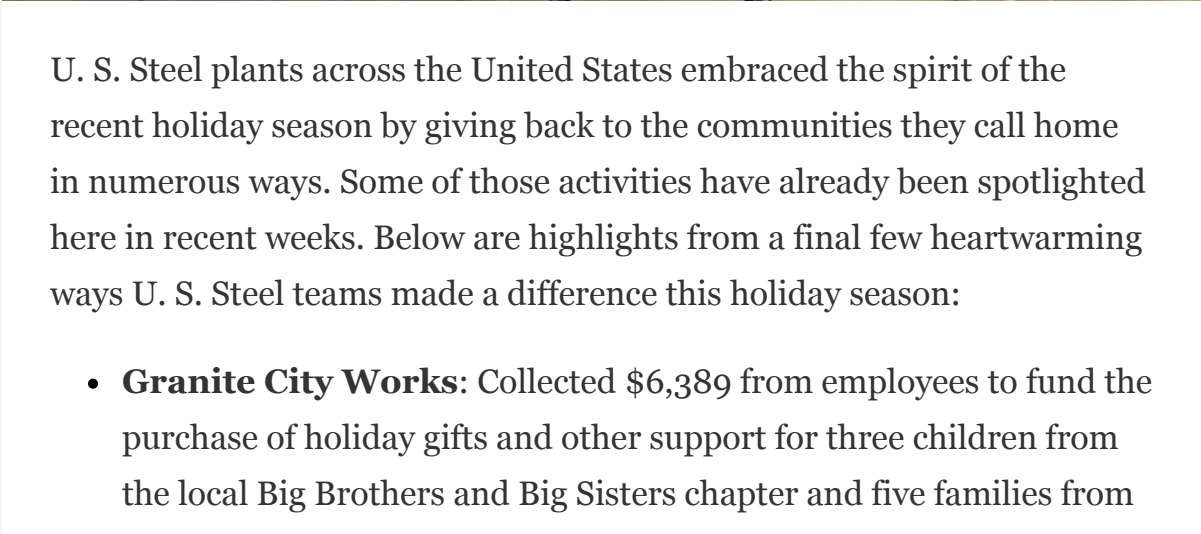 U. S. Steel plants across the United States embraced the spirit of the
recent holiday season by giving back to the communities they call home
in numerous ways. Some of those activities have already been spotlighted
here in recent weeks. Below are highlights from a final few heartwarming
ways U. S. Steel teams made a difference this holiday season:
• Granite City Works: Collected $6,389 from employees to fund the
purchase of holiday gifts and other support for three children from
the local Big Brothers and Big Sisters chapter and five families from